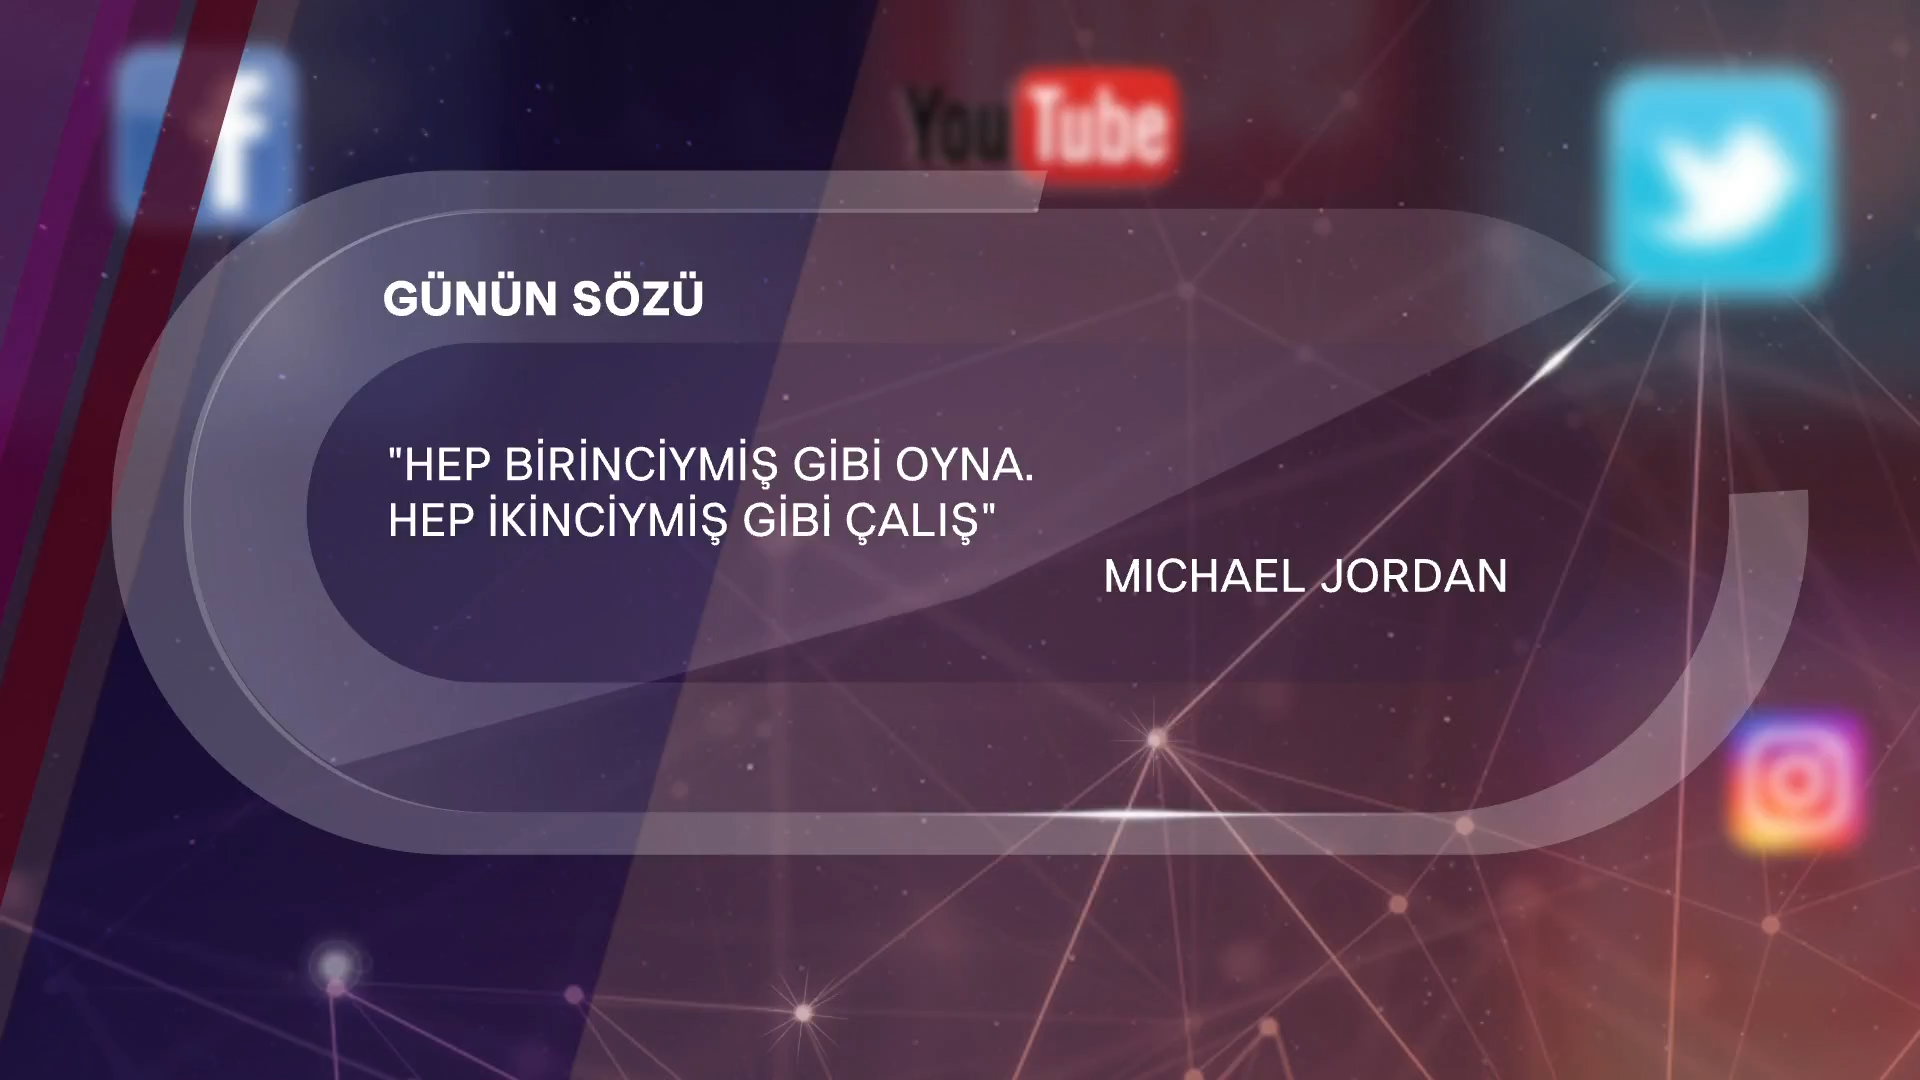 YouTube
GÜNÜN SÖZÜ
"HEP BİRİNCİYMİŞ GİBİ OYNA.
HEP İKİNCİYMİŞ GİBİ ÇALIŞ"
MICHAEL JORDAN